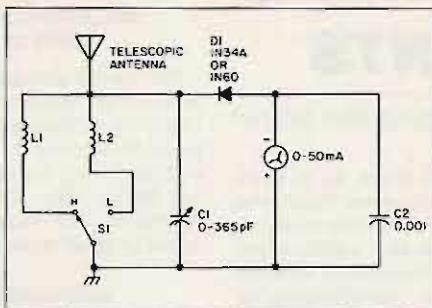 TELESCOPIC
ANTENNA
D1
1N34A
OR
1N60
L1
L2
H
L
S1
C1
0-365pF
-
0-50mA
+
C2
0.001